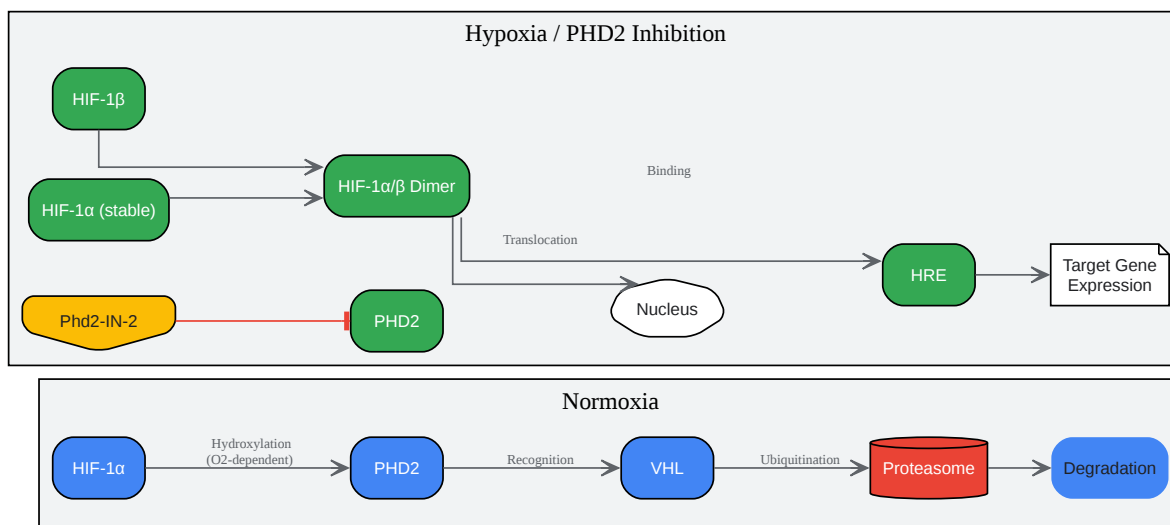 Hypoxia / PHD2 Inhibition
HIF-1β
HIF-1α (stable)
HIF-1α/β Dimer
Binding
Translocation
HRE
Target Gene
Expression
Phd2-IN-2
PHD2
Nucleus
Normoxia
HIF-1α
Hydroxylation
(O2-dependent)
PHD2
Recognition
VHL
Ubiquitination
Proteasome
Degradation